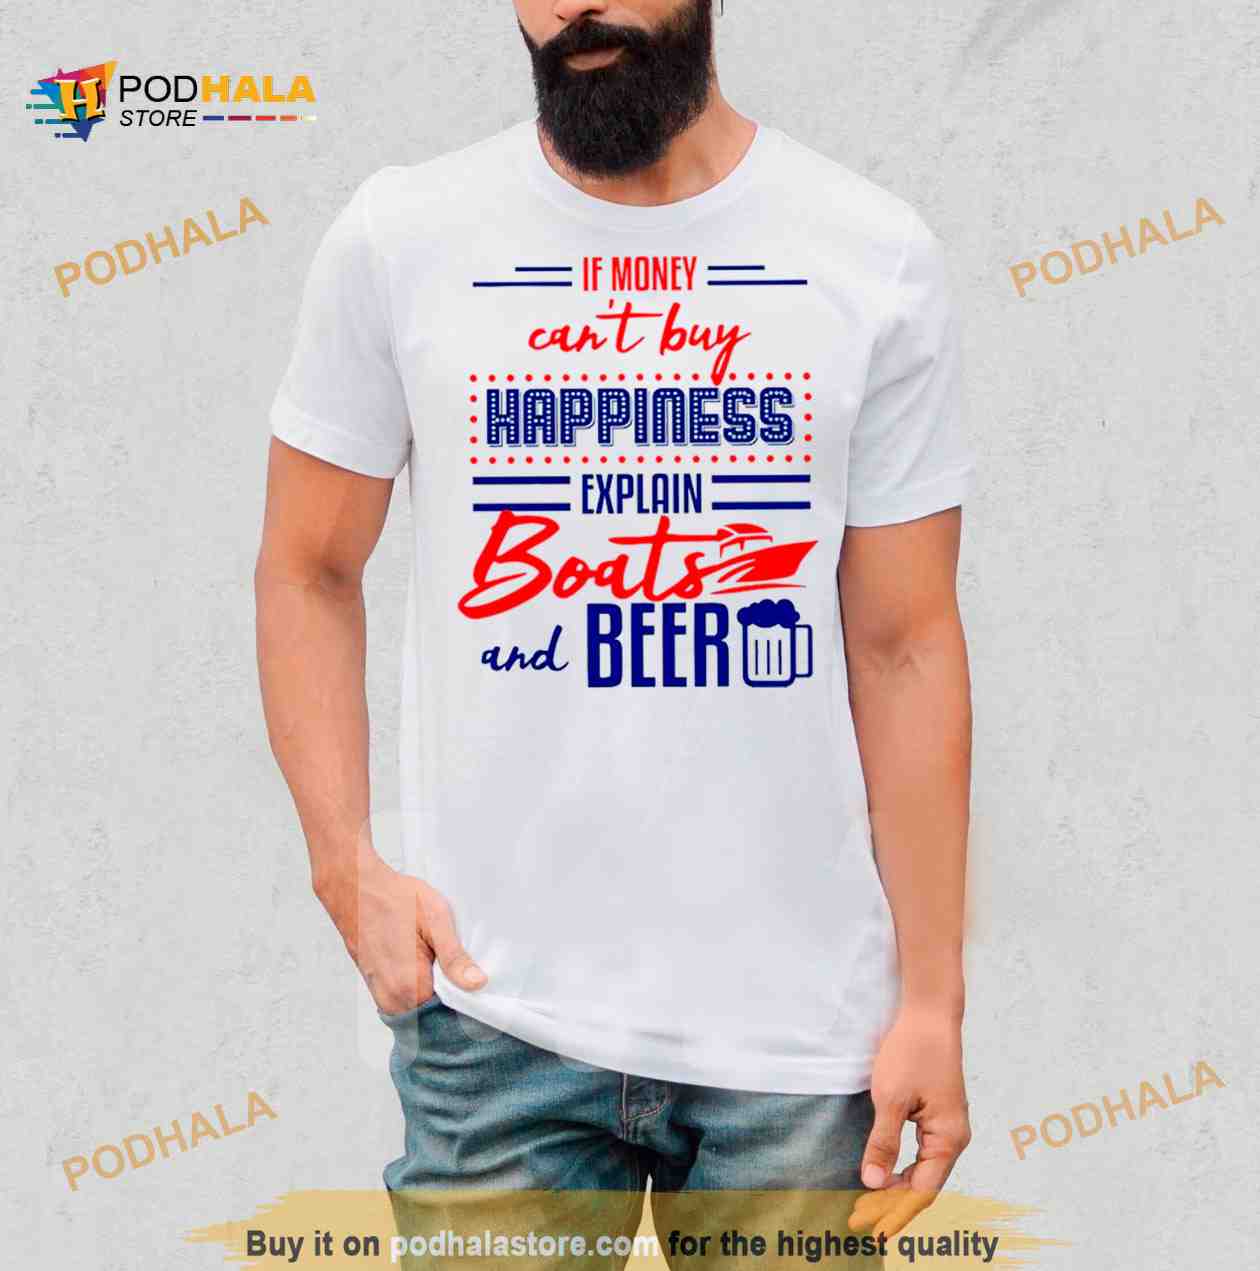 PODHALA
STORE
PODHALA
PODHALA
IF MONEY
can't buy
HAPPINESS
EXPLAIN
Boats
and BEER
PODHALA
PODHALA
Buy it on podhalastore.com for the highest quality